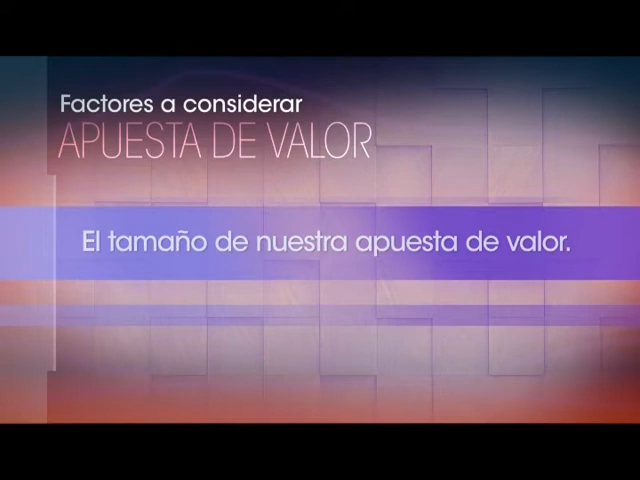 Factores a considerar
APUESTA DE VALOR
El tamaño de nuestra apuesta de valor.